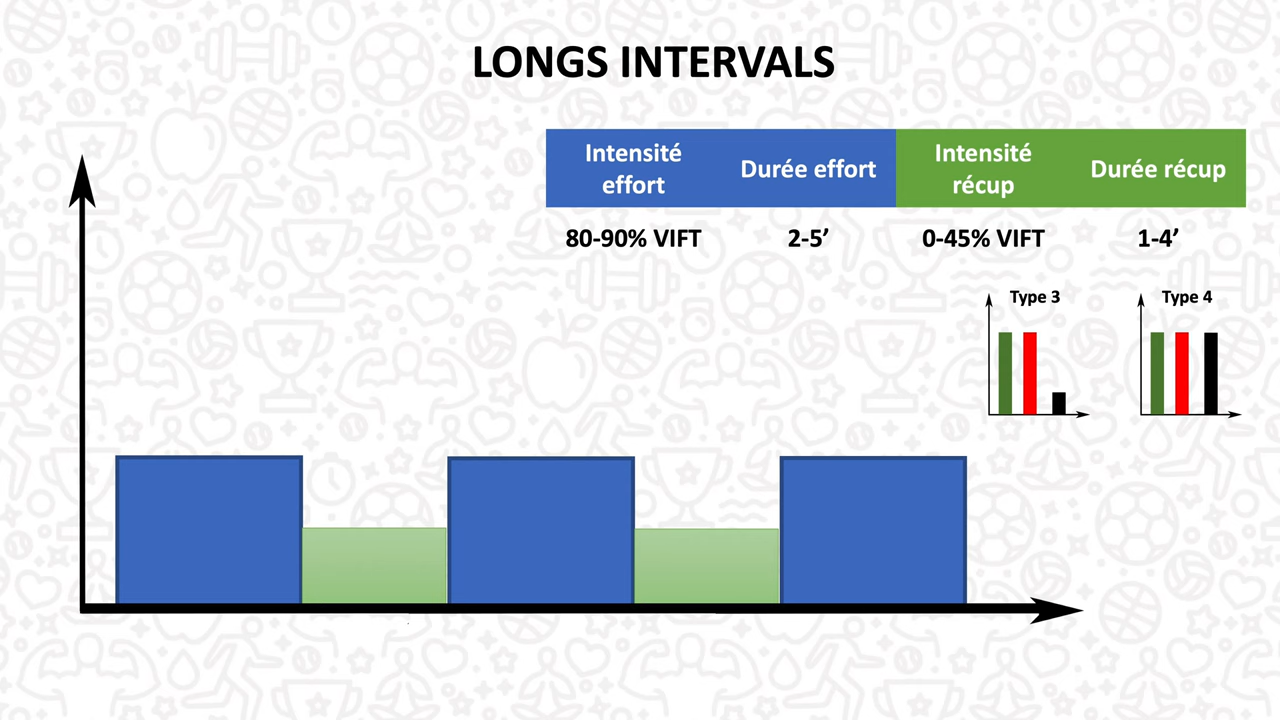 LONGS INTERVALS
Intensité
effort
Durée effort
Intensité
récup
Durée récup
80-90% VIFT
2-5’
0-45% VIFT
1-4’
Type 3
Type 4